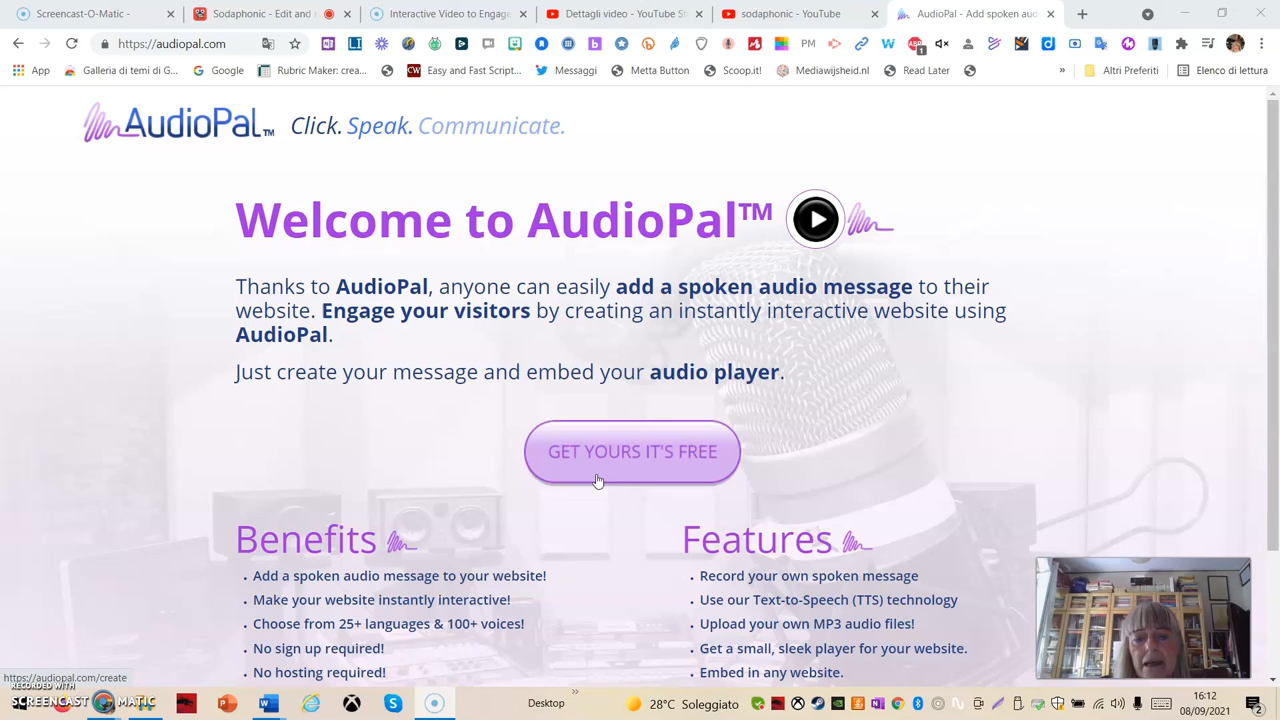 Screencast-O-Matic -
Sodaphonic - Edit and r
Interactive Video to Engage
Dettagli video - YouTube St
sodaphonic - YouTube
AudioPal - Add spoken aud
https://audiopal.com
App
Galleria di temi di G...
Google
Rubric Maker: crea...
Easy and Fast Script...
Messaggi
Metta Button
Scoop.it!
Mediawijsheid.nl
Read Later
»
Altri Preferiti
Elenco di lettura
AudioPal™ Click. Speak. Communicate.
Welcome to AudioPal™
Thanks to AudioPal, anyone can easily add a spoken audio message to their
website. Engage your visitors by creating an instantly interactive website using
AudioPal.
Just create your message and embed your audio player.
GET YOURS IT'S FREE
Benefits
• Add a spoken audio message to your website!
• Make your website instantly interactive!
• Choose from 25+ languages & 100+ voices!
• No sign up required!
• No hosting required!
Features
• Record your own spoken message
• Use our Text-to-Speech (TTS) technology
• Upload your own MP3 audio files!
• Get a small, sleek player for your website.
• Embed in any website.
https://audiopal.com/create
RECORDED WITH
SCREENCAST MATIC
Desktop
»
28°C Soleggiato
16:12
08/09/2021
2